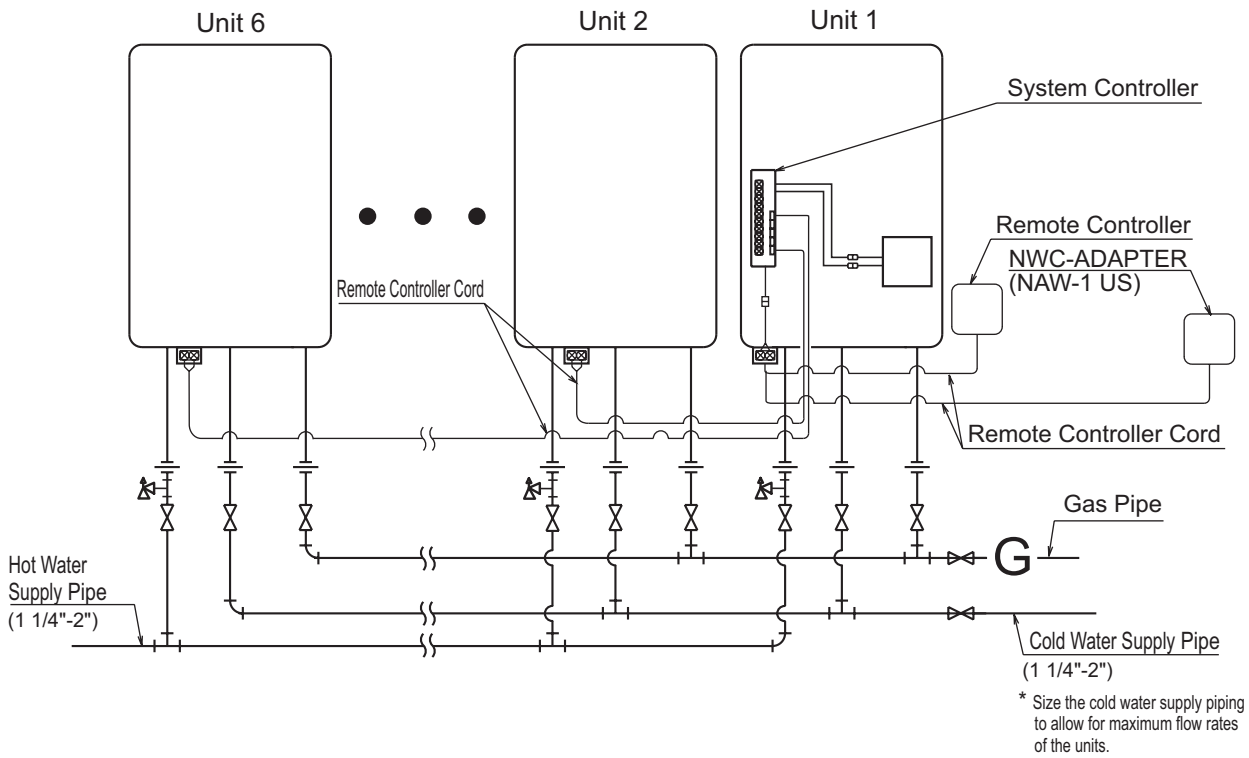 Unit 6
Unit 2
Unit 1
System Controller
Remote Controller
NWC-ADAPTER
(NAW-1 US)
Remote Controller Cord
Remote Controller Cord
Gas Pipe
G
Hot Water
Supply Pipe
(1 1/4"-2")
Cold Water Supply Pipe
(1 1/4"-2")
* Size the cold water supply piping
to allow for maximum flow rates
of the units.